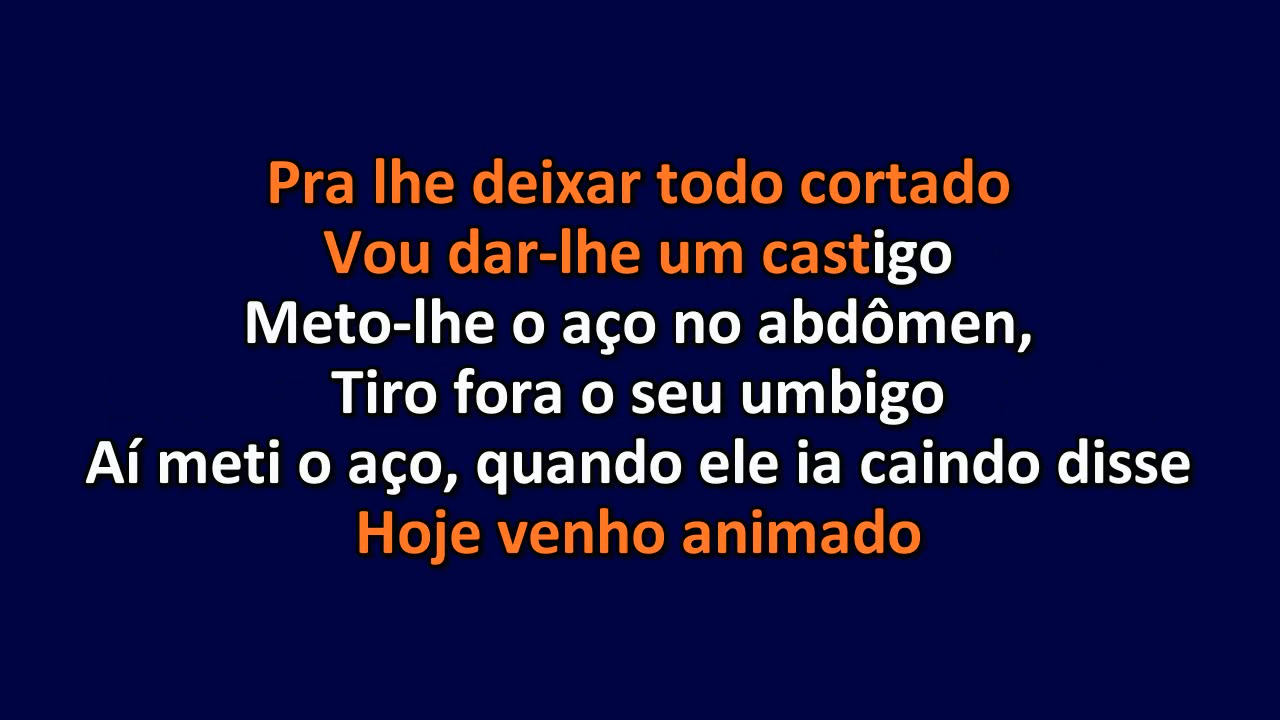 Pra lhe deixar todo cortado
Vou dar-lhe um castigo
Meto-lhe o aço no abdômen,
Tiro fora o seu umbigo
Aí meti o aço, quando ele ia caindo disse
Hoje venho animado